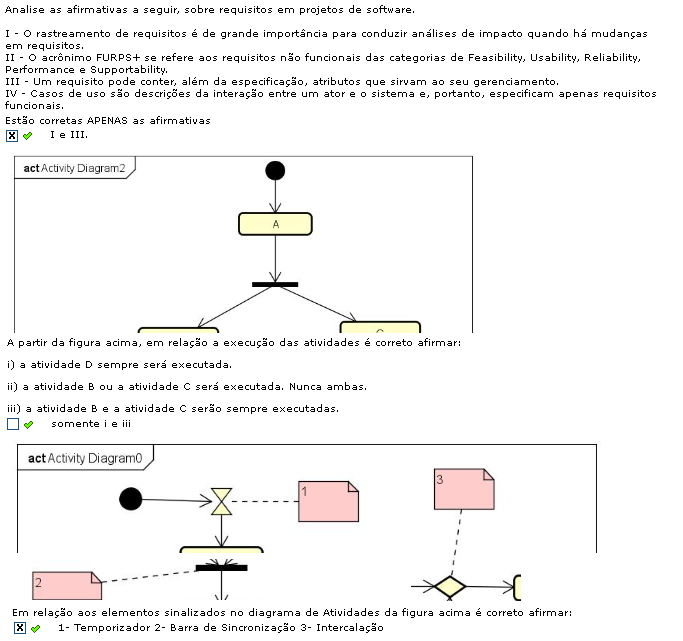 Analise as afirmativas a seguir, sobre requisitos em projetos de software.
I - O rastreamento de requisitos é de grande importância para conduzir análises de impacto quando há mudanças
em requisitos.
II - O acrônimo FURPS+ se refere aos requisitos não funcionais das categorias de Feasibility, Usability, Reliability,
Performance e Supportability.
III - Um requisito pode conter, além da especificação, atributos que sirvam ao seu gerenciamento.
IV - Casos de uso são descrições da interação entre um ator e o sistema e, portanto, especificam apenas requisitos
funcionais.
Estão corretas APENAS as afirmativas
I e III.
act Activity Diagram2
A
A partir da figura acima, em relação a execução das atividades é correto afirmar:
i) a atividade D sempre será executada.
ii) a atividade B ou a atividade C será executada. Nunca ambas.
iii) a atividade B e a atividade C serão sempre executadas.
somente i e iii
act Activity Diagram0
3
1
2
Em relação aos elementos sinalizados no diagrama de Atividades da figura acima é correto afirmar:
1- Temporizador 2- Barra de Sincronização 3- Intercalação